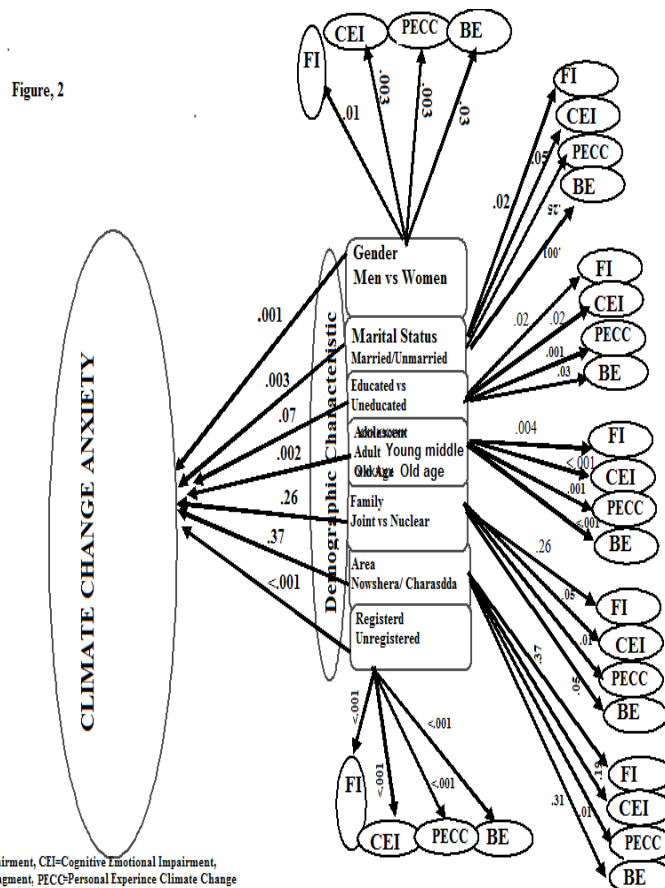 Figure, 2
FI
CEI
PECC
BE
.01
.003
.003
.03
FI
CEI
PECC
BE
.02
.05
.25
.001
Gender
Men vs Women
Marital Status
Married/Unmarried
Educated vs
Uneducated
Adult Young middle
Old age
Family
Joint vs Nuclear
Area
Nowshera/ Charasdda
Registerd
Unregistered
Demographic Characteristic
CLIMATE CHANGE ANXIETY
.001
.003
.07
.002
.26
.37
<.001
FI
CEI
PECC
BE
.02
.02
.001
.03
FI
CEI
PECC
BE
.004
<.001
.001
<.001
FI
CEI
PECC
BE
.26
.05
.01
.05
FI
CEI
PECC
BE
.37
.19
.01
.31
FI
CEI
PECC
BE
<.001
<.001
<.001
<.001
airment, CEI=Cognitive Emotional Impairment,
agment, PECC=Personal Experince Climate Change